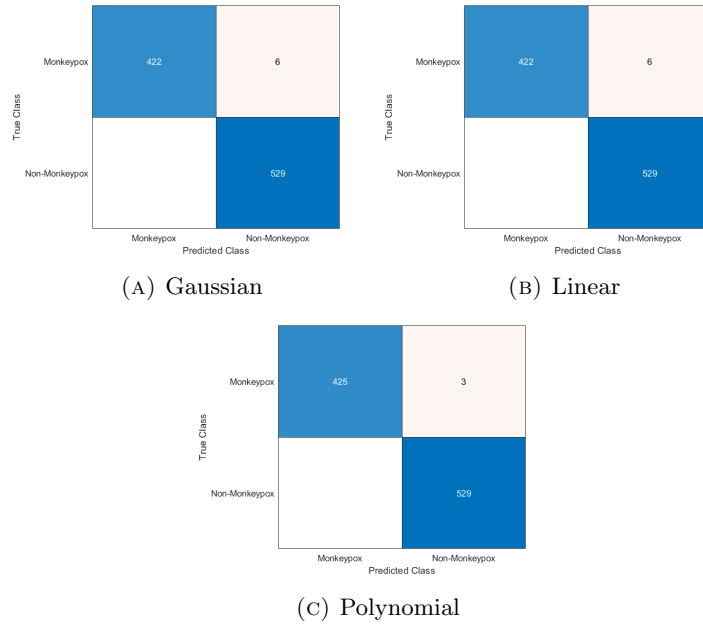 True Class
Monkeypox
422
6
Non-Monkeypox
529
Monkeypox
Non-Monkeypox
Predicted Class
(A) Gaussian
True Class
Monkeypox
422
6
Non-Monkeypox
529
Monkeypox
Non-Monkeypox
Predicted Class
(B) Linear
True Class
Monkeypox
425
3
Non-Monkeypox
529
Monkeypox
Non-Monkeypox
Predicted Class
(C) Polynomial